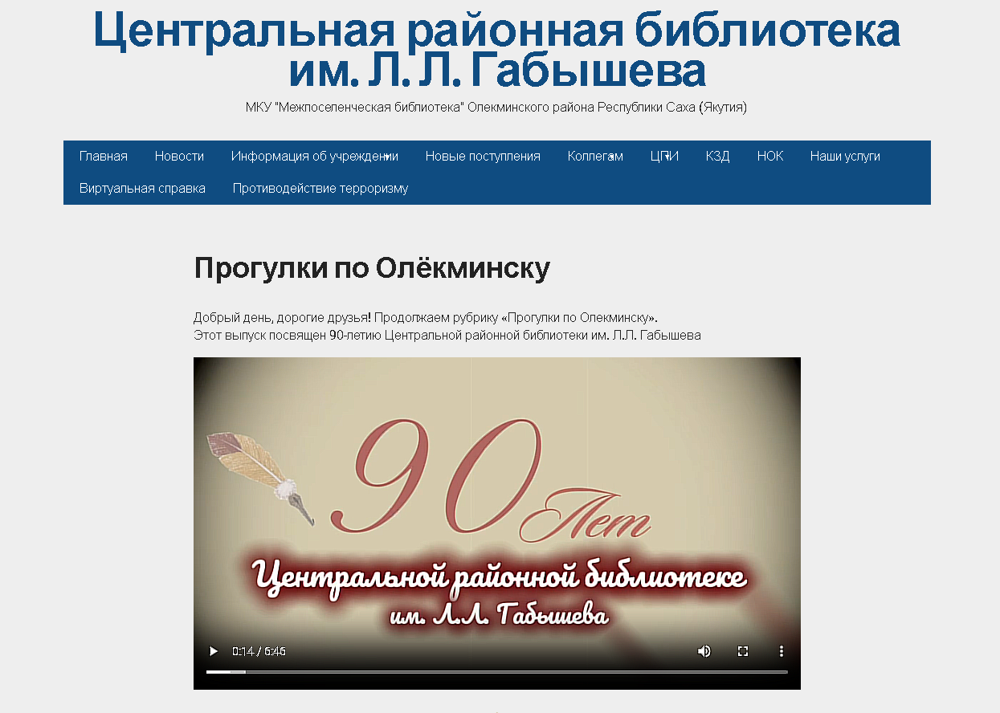 Центральная районная библиотека
им. Л. Л. Габышева
МКУ "Межпоселенческая библиотека" Олекминского района Республики Саха (Якутия)
Главная Новости Информация об учреждении Новые поступления Коллегам ЦПИ КЗД НОК Наши услуги
Виртуальная справка Противодействие терроризму
Прогулки по Олёкминску
Добрый день, дорогие друзья! Продолжаем рубрику «Прогулки по Олекминску».
Этот выпуск посвящен 90-летию Центральной районной библиотеки им. Л.Л. Габышева
90 Лет
Центральной районной библиотеке
им. Л.Л. Габышева
0:14 / 6:46